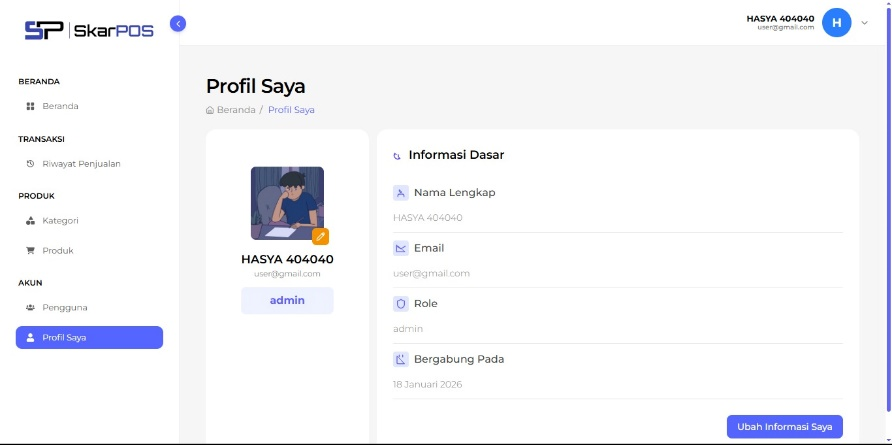 SP SkarPOS
HASYA 404040
user@gmail.com
H
BERANDA
Beranda
TRANSAKSI
Riwayat Penjualan
PRODUK
Kategori
Produk
AKUN
Pengguna
Profil Saya
Profil Saya
Beranda / Profil Saya
HASYA 404040
user@gmail.com
admin
Informasi Dasar
Nama Lengkap
HASYA 404040
Email
user@gmail.com
Role
admin
Bergabung Pada
18 Januari 2026
Ubah Informasi Saya